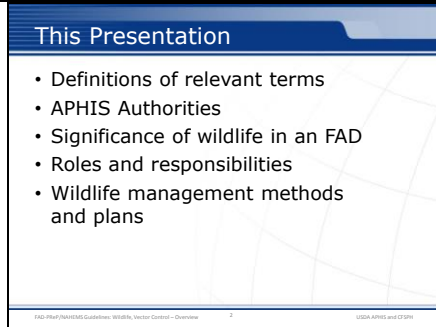 This Presentation
• Definitions of relevant terms
• APHIS Authorities
• Significance of wildlife in an FAD
• Roles and responsibilities
• Wildlife management methods
and plans
FAD-PReP/NAHEMS Guidelines: Wildlife, Vector Control – Overview 2 USDA APHIS and CFSPH